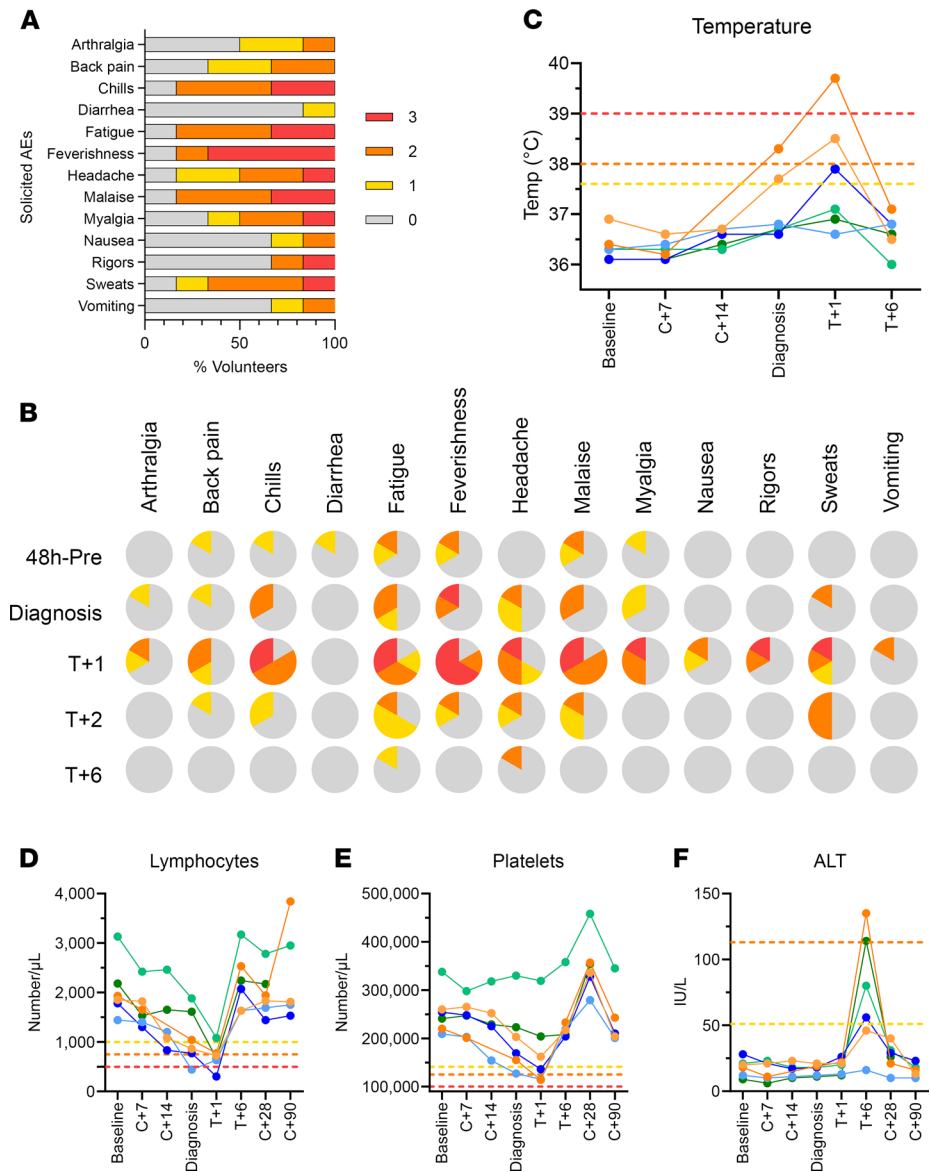 A
Solicited AEs
Arthralgia
Back pain
Chills
Diarrhea
Fatigue
Feverishness
Headache
Malaise
Myalgia
Nausea
Rigors
Sweats
Vomiting
0 50 100
% Volunteers
3
2
1
0
C
Temperature
Temp (°C)
40
39
38
37
36
Baseline
C+7
C+14
Diagnosis
T+1
T+6
B
Arthralgia
Back pain
Chills
Diarrhea
Fatigue
Feverishness
Headache
Malaise
Myalgia
Nausea
Rigors
Sweats
Vomiting
48h-Pre
Diagnosis
T+1
T+2
T+6
D
Lymphocytes
Number/µL
4,000
3,000
2,000
1,000
0
Baseline
C+7
C+14
Diagnosis
T+1
T+6
C+28
C+90
E
Platelets
Number/µL
500,000
400,000
300,000
200,000
100,000
Baseline
C+7
C+14
Diagnosis
T+1
T+6
C+28
C+90
F
ALT
IU/L
150
100
50
0
Baseline
C+7
C+14
Diagnosis
T+1
T+6
C+28
C+90